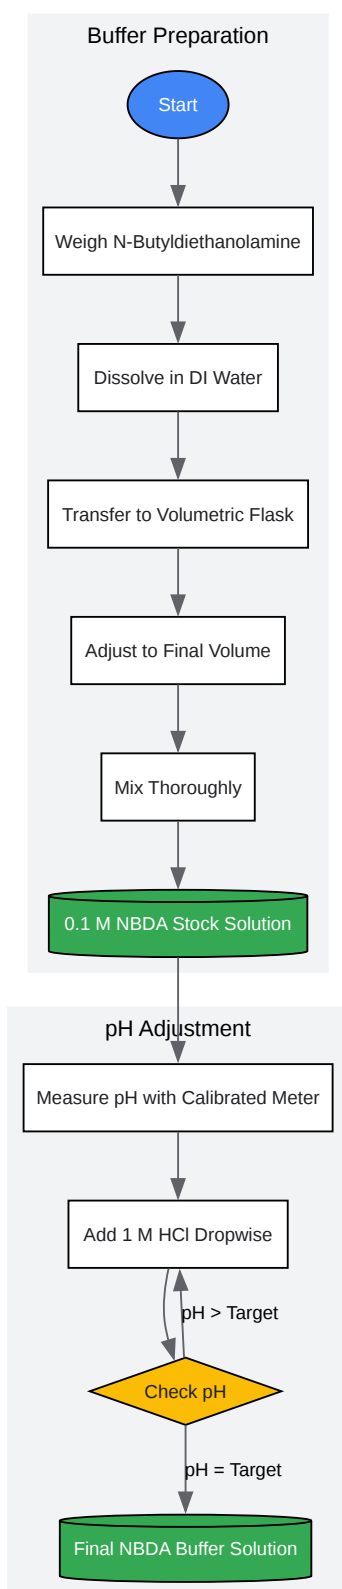 Buffer Preparation
Start
Weigh N-Butyldiethanolamine
Dissolve in DI Water
Transfer to Volumetric Flask
Adjust to Final Volume
Mix Thoroughly
0.1 M NBDA Stock Solution
pH Adjustment
Measure pH with Calibrated Meter
Add 1 M HCl Dropwise
pH > Target
Check pH
pH = Target
Final NBDA Buffer Solution